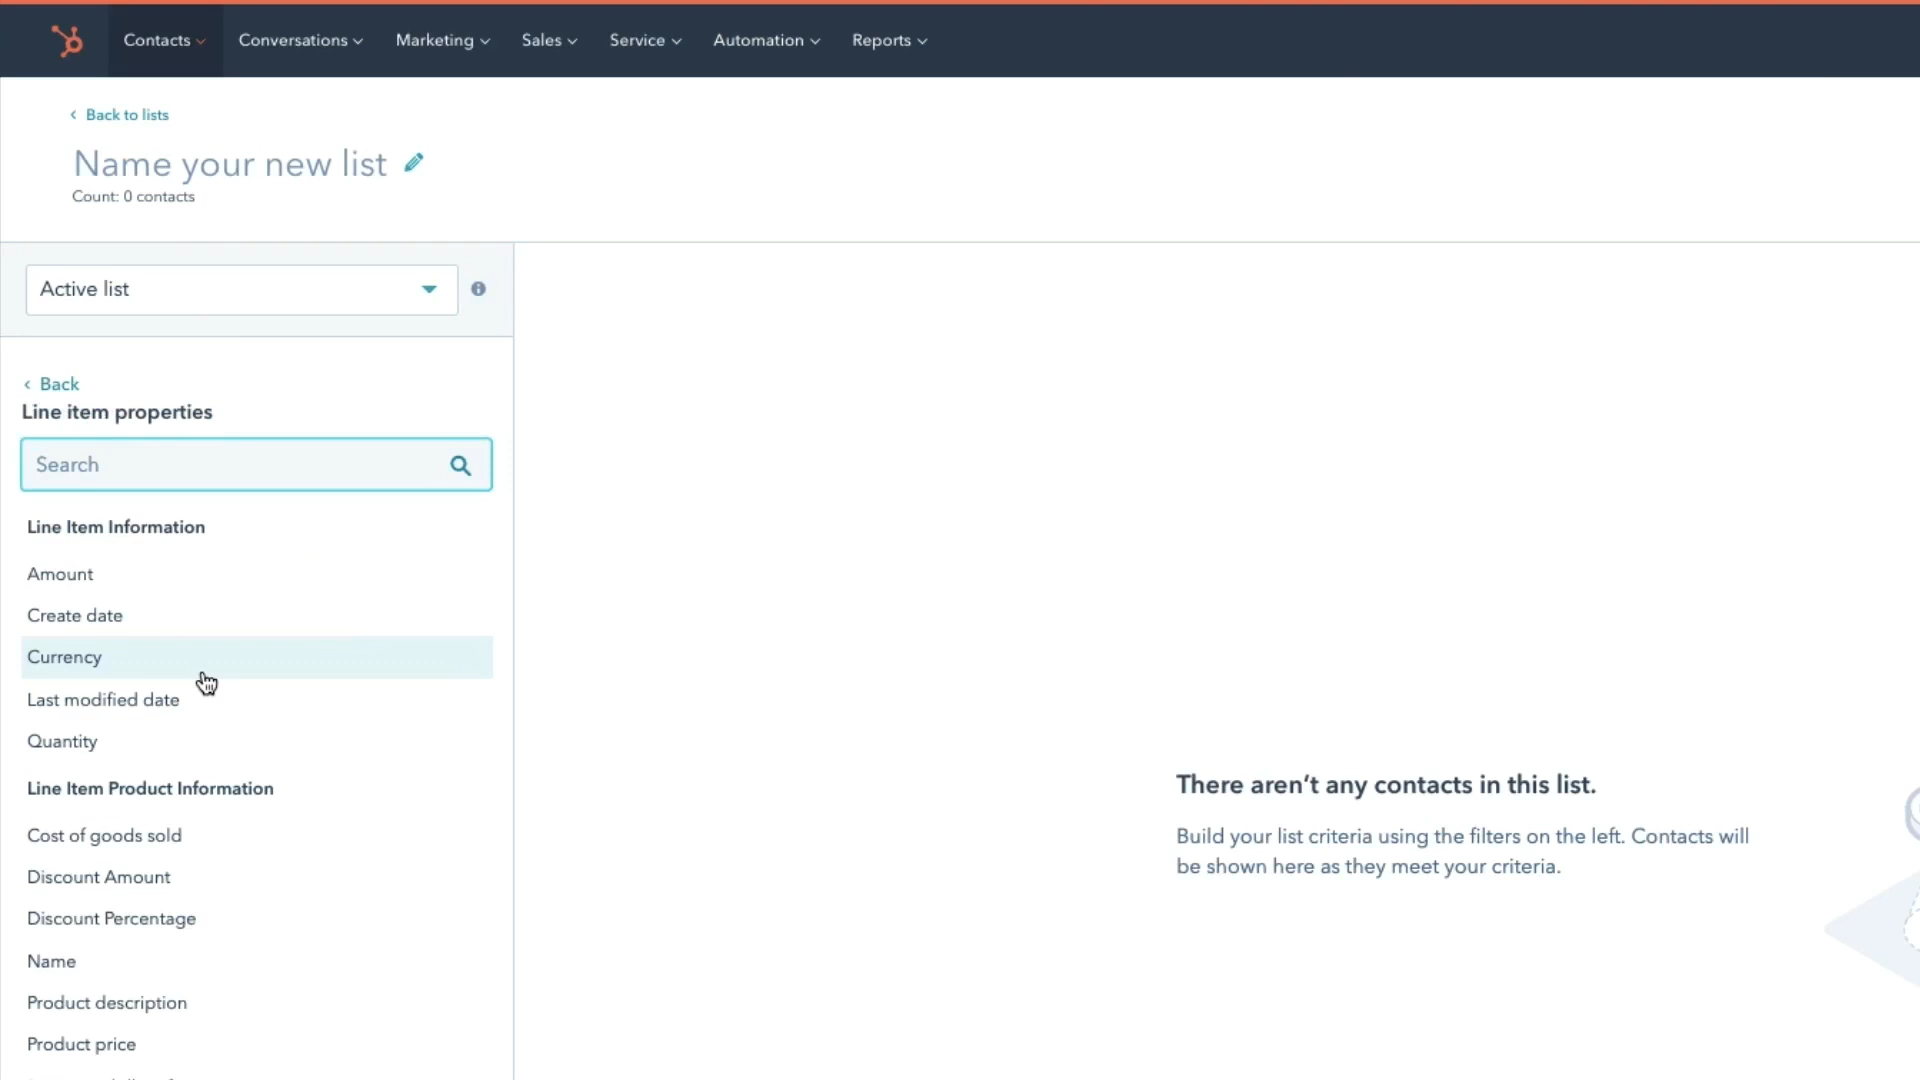 Contacts
Conversations
Marketing
Sales
Service
Automation
Reports
Back to lists
Name your new list
Count: 0 contacts
Active list
Back
Line item properties
Search
Line Item Information
Amount
Create date
Currency
Last modified date
Quantity
Line Item Product Information
Cost of goods sold
Discount Amount
Discount Percentage
Name
Product description
Product price
There aren't any contacts in this list.
Build your list criteria using the filters on the left. Contacts will
be shown here as they meet your criteria.